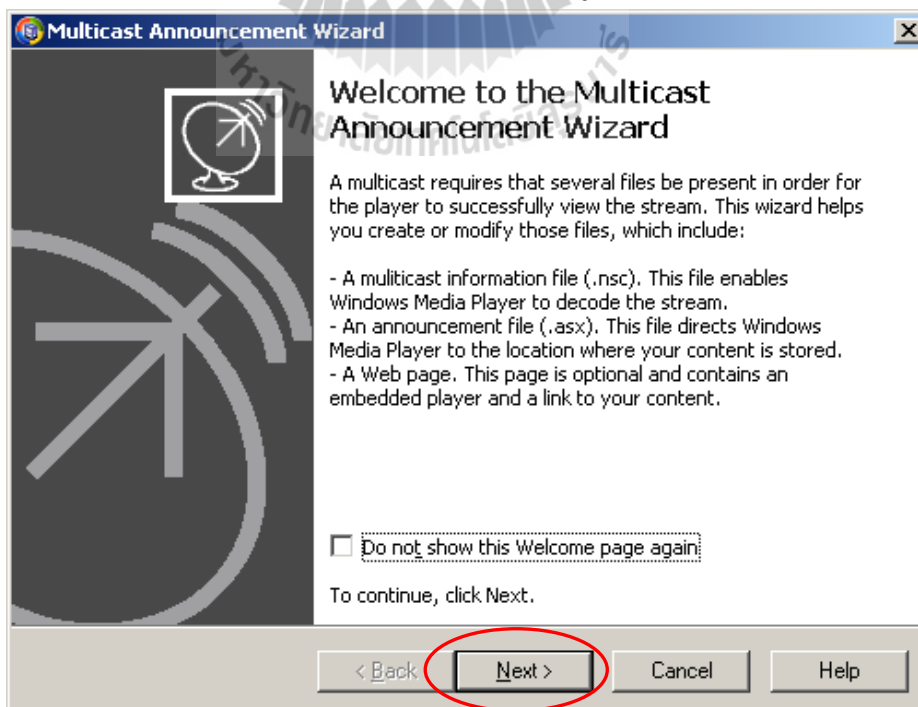 Multicast Announcement Wizard
Welcome to the Multicast
Announcement Wizard
A multicast requires that several files be present in order for
the player to successfully view the stream. This wizard helps
you create or modify those files, which include:
- A muliticast information file (.nsc). This file enables
Windows Media Player to decode the stream.
- An announcement file (.asx). This file directs Windows
Media Player to the location where your content is stored.
- A Web page. This page is optional and contains an
embedded player and a link to your content.
Do not show this Welcome page again
To continue, click Next.
< Back
Next >
Cancel
Help